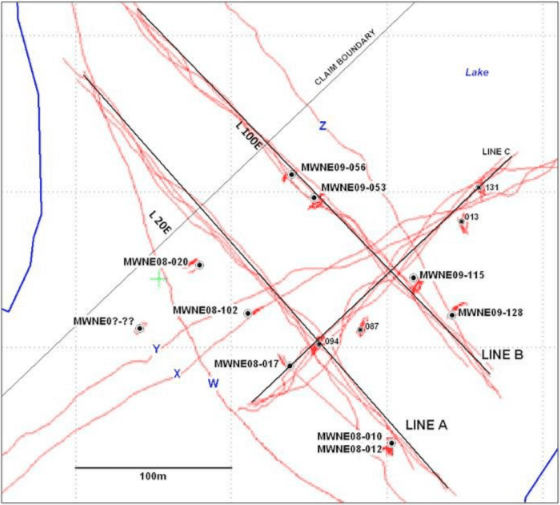 CLAIM BOUNDARY
Lake
Z
L 100E
LINE C
MWNE09-056
131
MWNE09-053
013
L 20E
MWNE08-020
MWNE09-115
MWNE08-102
MWNE09-128
MWNE0?-??
087
094
Y
LINE B
MWNE08-017
X
W
LINE A
MWNE08-010
MWNE08-012
100m